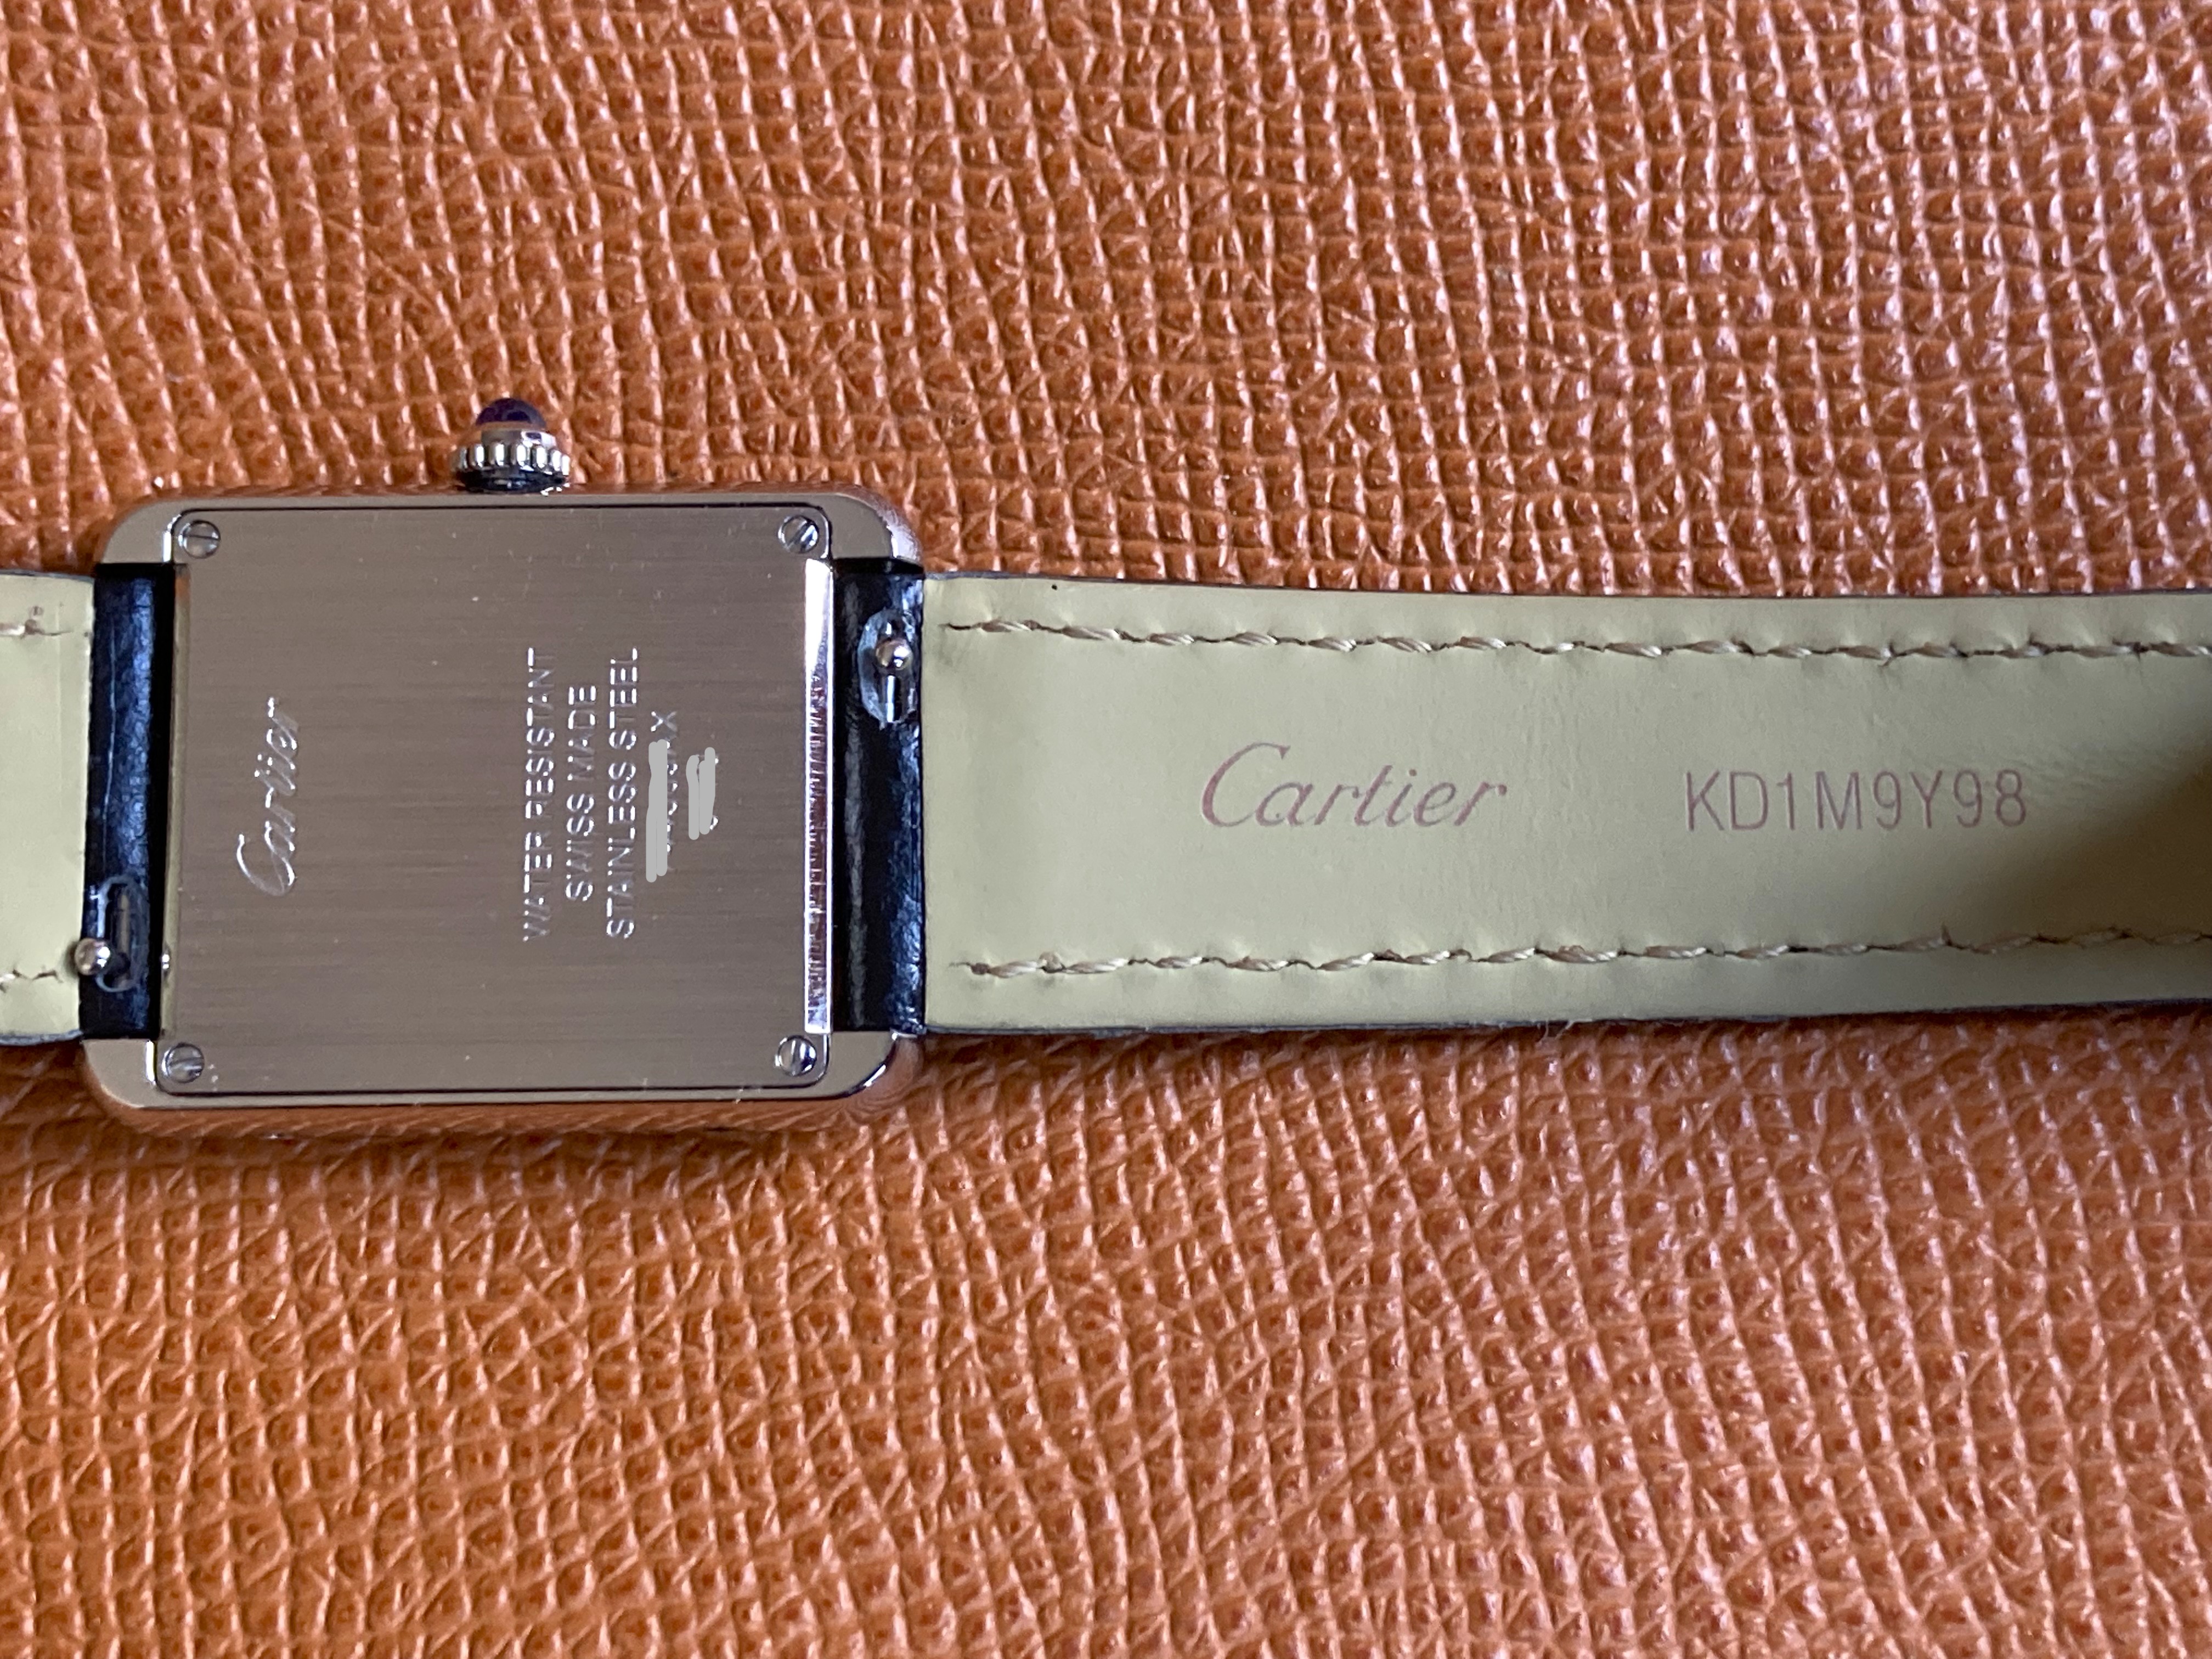 Cartier
WATER RESISTANT
SWISS MADE
STAINLESS STEEL
Cartier
KD1M9Y98